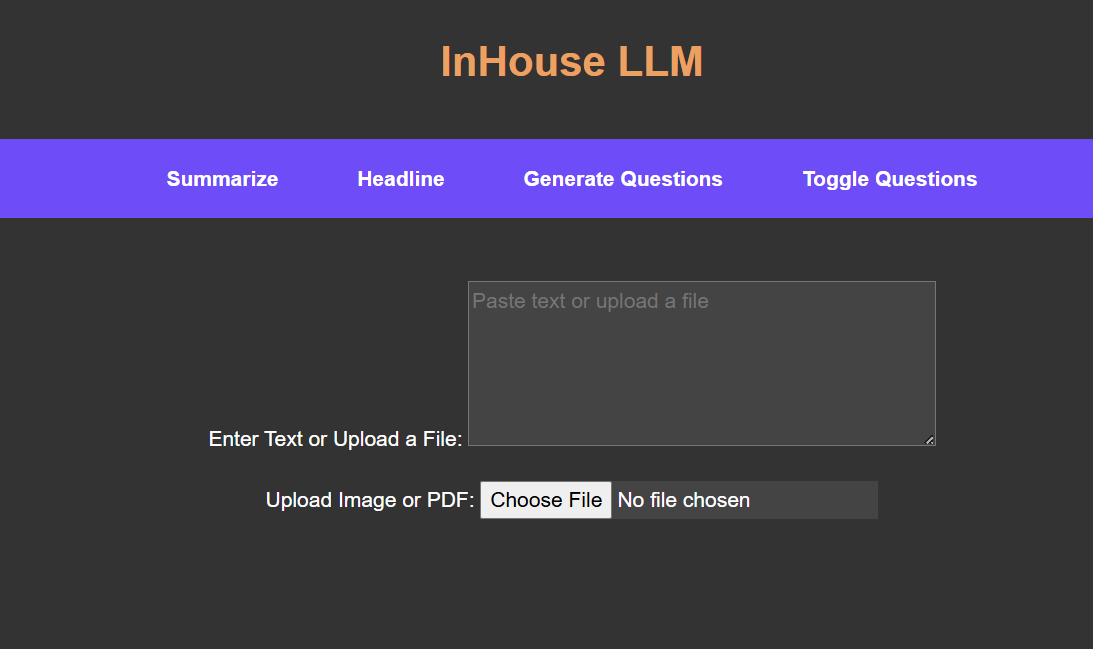 InHouse LLM
Summarize Headline Generate Questions Toggle Questions
Paste text or upload a file
Enter Text or Upload a File:
Upload Image or PDF: Choose File No file chosen